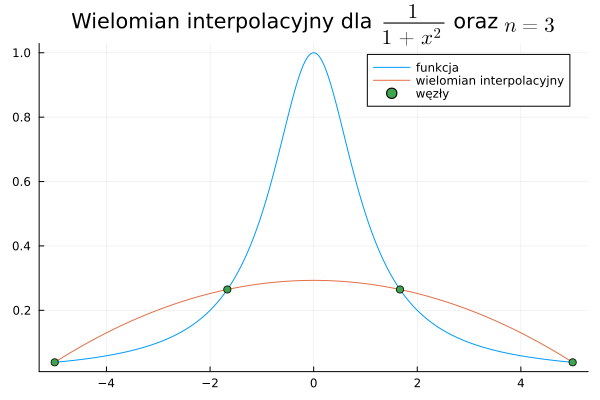 Wielomian interpolacyjny dla 1/(1 + x²) oraz n = 3
funkcja
wielomian interpolacyjny
węzły
1.0
0.8
0.6
0.4
0.2
−4 −2 0 2 4